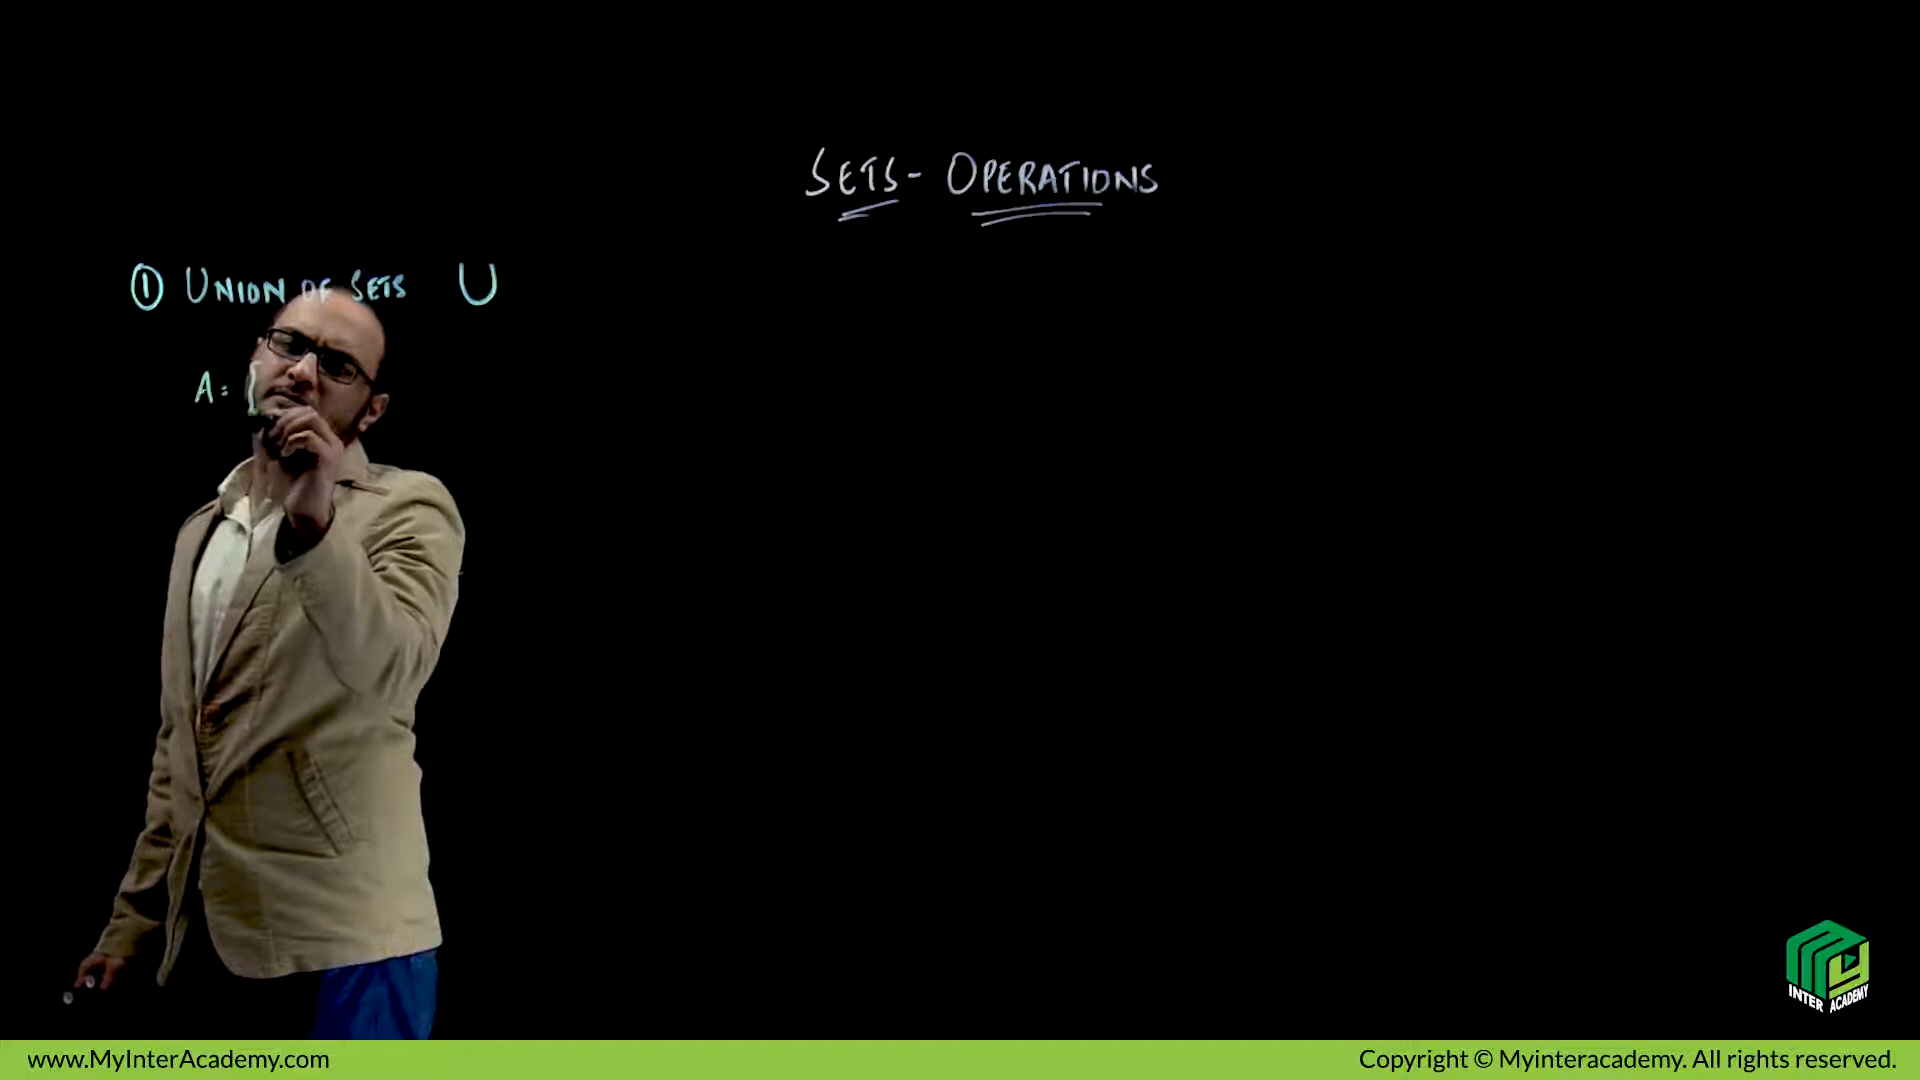 SETS - OPERATIONS
① UNION OF SETS ∪
A = {
INTER ACADEMY
www.MyInterAcademy.com
Copyright © Myinteracademy. All rights reserved.